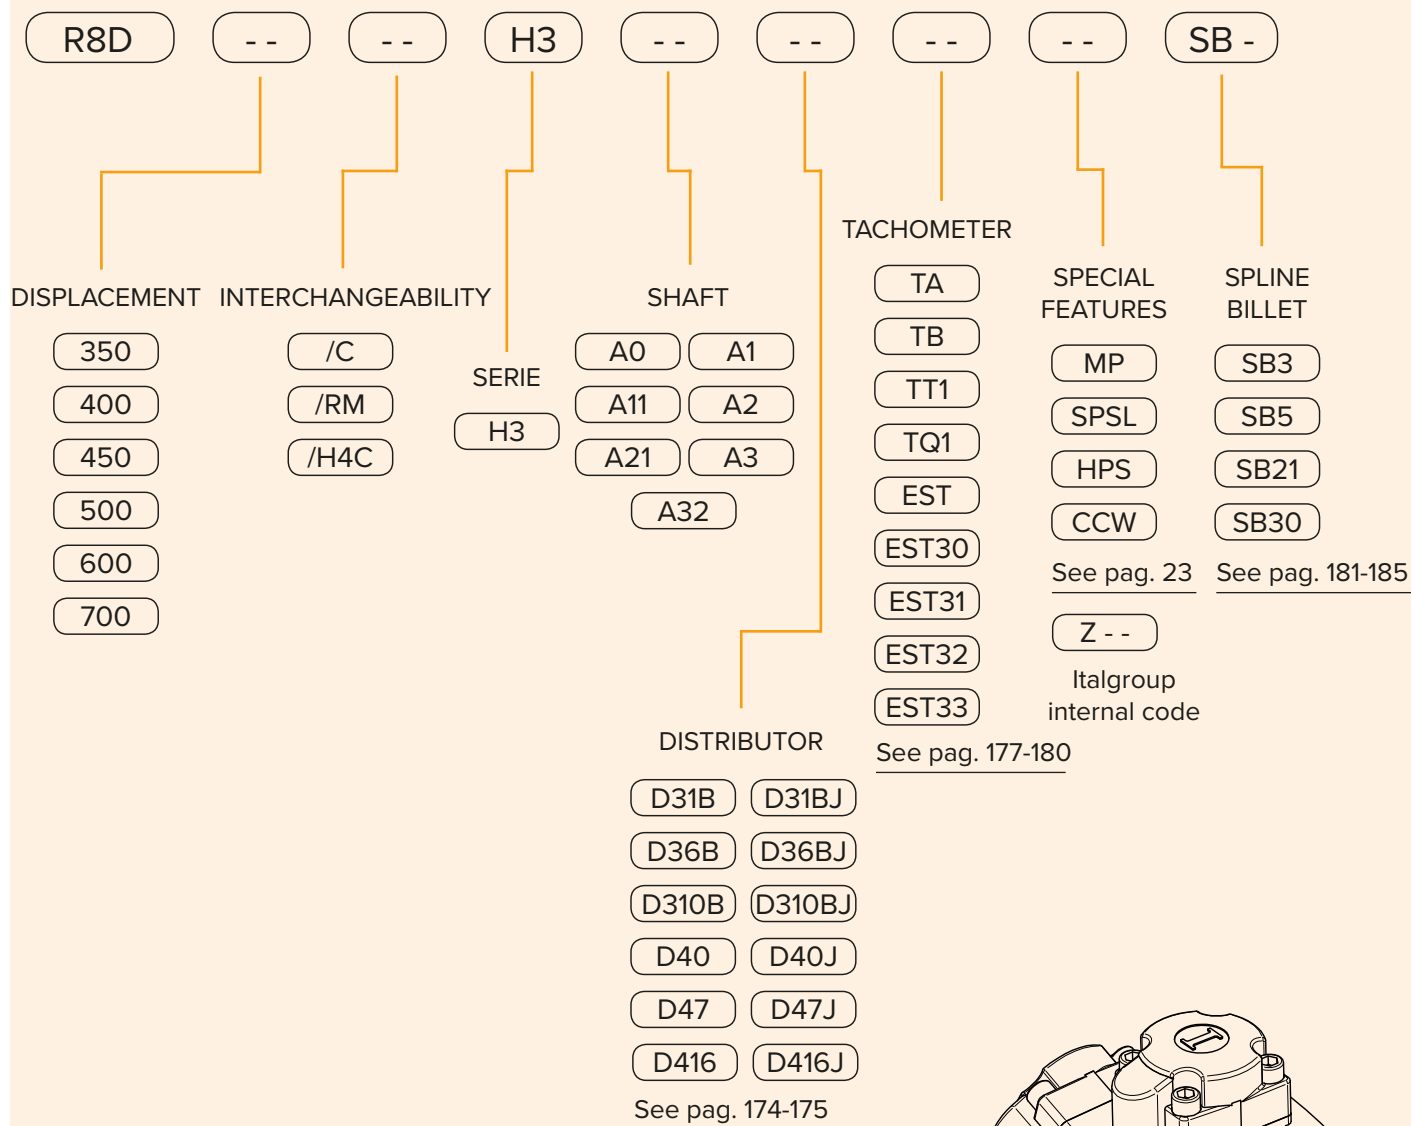 R8D -- -- H3 -- -- -- -- SB -
DISPLACEMENT
350
400
450
500
600
700
INTERCHANGEABILITY
/C
/RM
/H4C
SERIE
H3
SHAFT
A0 A1
A11 A2
A21 A3
A32
DISTRIBUTOR
D31B D31BJ
D36B D36BJ
D310B D310BJ
D40 D40J
D47 D47J
D416 D416J
See pag. 174-175
TACHOMETER
TA
TB
TT1
TQ1
EST
EST30
EST31
EST32
EST33
See pag. 177-180
SPECIAL
FEATURES
MP
SPSL
HPS
CCW
See pag. 23
Z - -
Italgroup
internal code
SPLINE
BILLET
SB3
SB5
SB21
SB30
See pag. 181-185